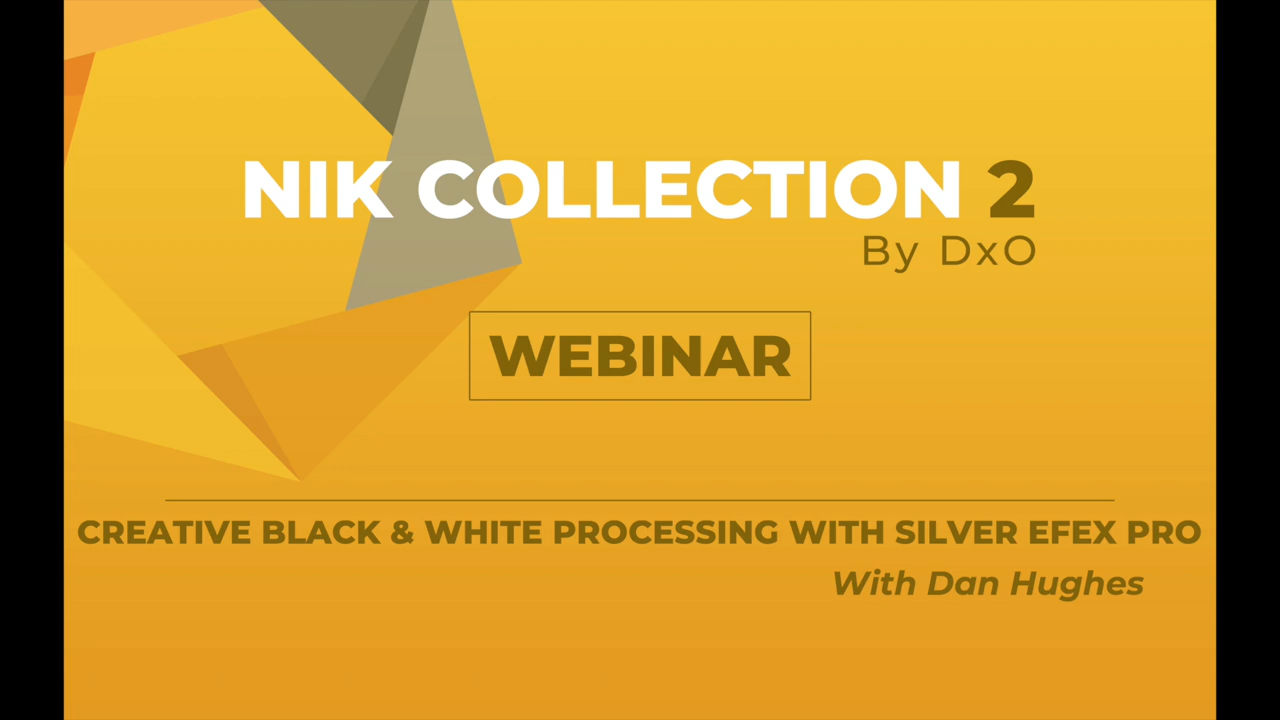 NIK COLLECTION 2
By DxO
WEBINAR
CREATIVE BLACK & WHITE PROCESSING WITH SILVER EFEX PRO
With Dan Hughes